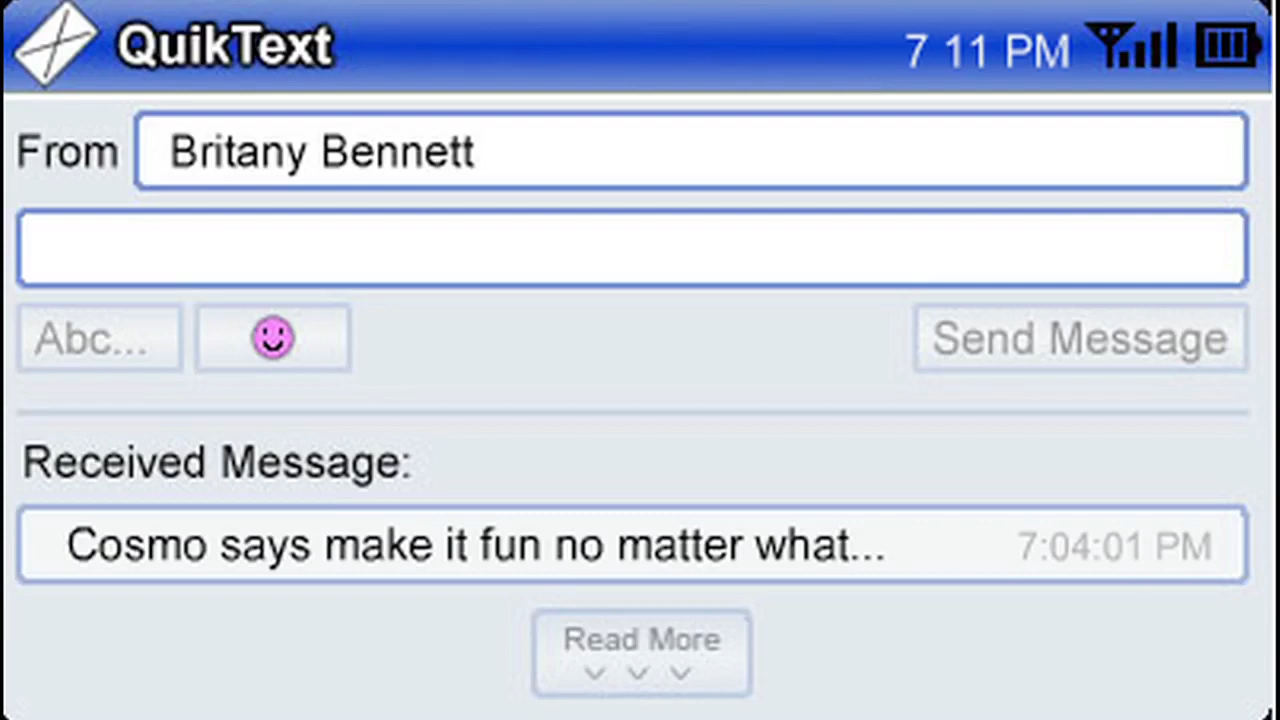 QuikText 7 11 PM
From Britany Bennett
Abc... Send Message
Received Message:
Cosmo says make it fun no matter what... 7:04:01 PM
Read More